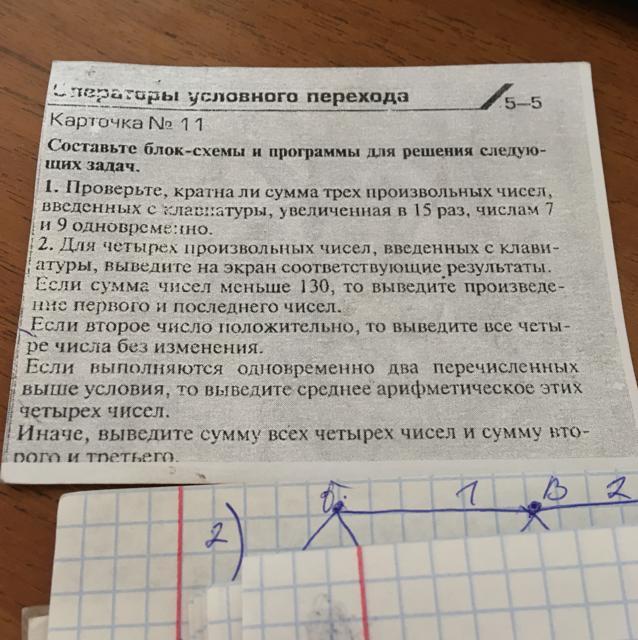 Операторы условного перехода
5–5
Карточка № 11
Составьте блок-схемы и программы для решения следую-
щих задач.
1. Проверьте, кратна ли сумма трех произвольных чисел,
введенных с клавиатуры, увеличенная в 15 раз, числам 7
и 9 одновременно.
2. Для четырех произвольных чисел, введенных с клави-
атуры, выведите на экран соответствующие результаты.
Если сумма чисел меньше 130, то выведите произведе-
ние первого и последнего чисел.
Если второе число положительно, то выведите все четы-
ре числа без изменения.
Если выполняются одновременно два перечисленных
выше условия, то выведите среднее арифметическое этих
четырех чисел.
Иначе, выведите сумму всех четырех чисел и сумму вто-
рого и третьего.
2) Б 1 В 2